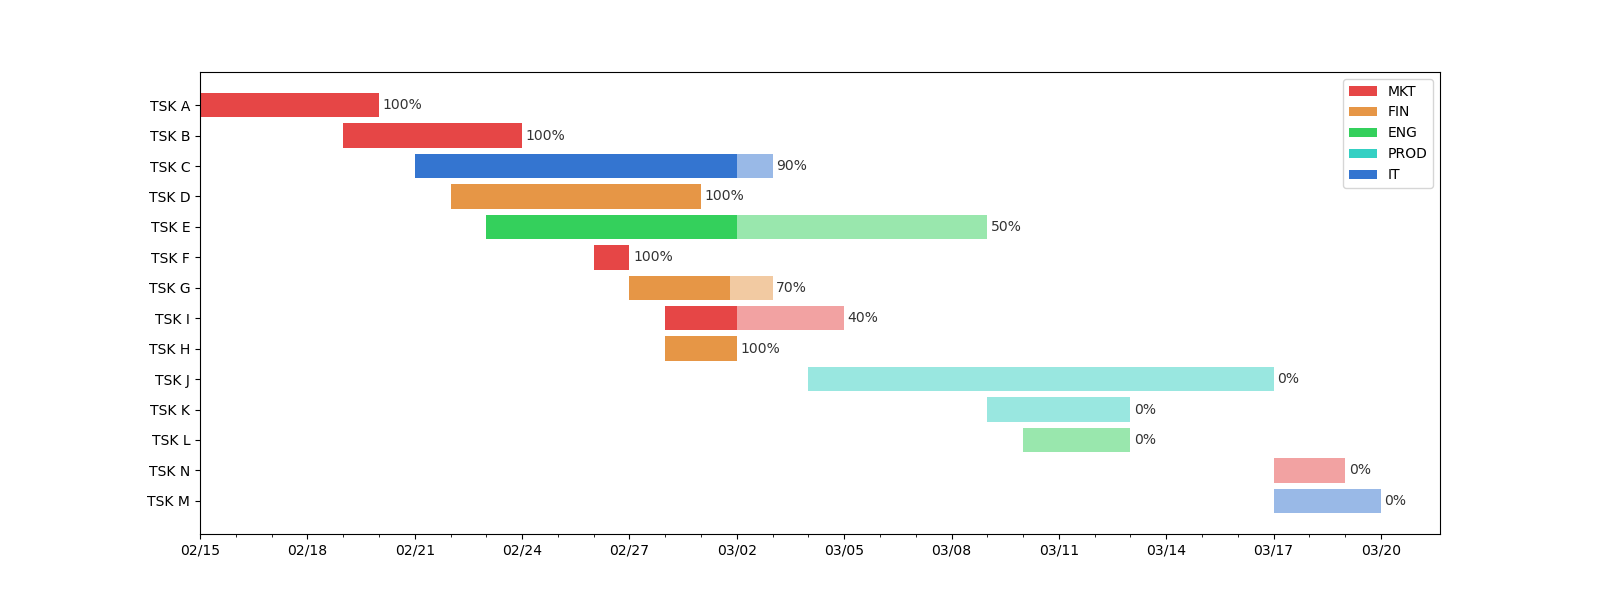 TSK A 100%
TSK B 100%
TSK C 90%
TSK D 100%
TSK E 50%
TSK F 100%
TSK G 70%
TSK I 40%
TSK H 100%
TSK J 0%
TSK K 0%
TSK L 0%
TSK N 0%
TSK M 0%
02/15 02/18 02/21 02/24 02/27 03/02 03/05 03/08 03/11 03/14 03/17 03/20
MKT
FIN
ENG
PROD
IT